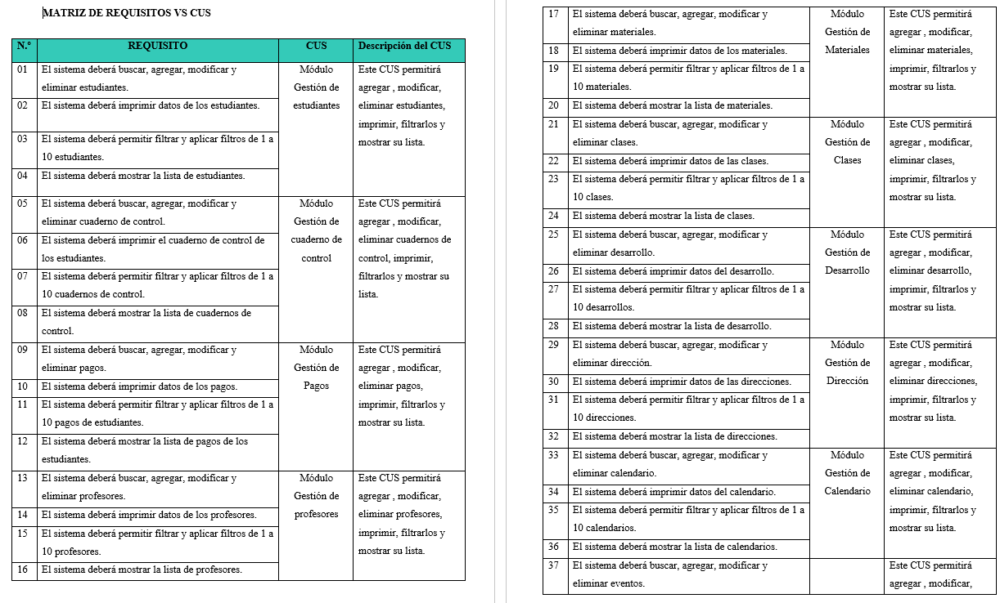 MATRIZ DE REQUISITOS VS CUS
N.º REQUISITO CUS Descripción del CUS
01 El sistema deberá buscar, agregar, modificar y
eliminar estudiantes.
02 El sistema deberá imprimir datos de los estudiantes.
03 El sistema deberá permitir filtrar y aplicar filtros de 1 a
10 estudiantes.
04 El sistema deberá mostrar la lista de estudiantes.
Módulo
Gestión de
estudiantes
Este CUS permitirá
agregar , modificar,
eliminar estudiantes,
imprimir, filtrarlos y
mostrar su lista.
05 El sistema deberá buscar, agregar, modificar y
eliminar cuaderno de control.
06 El sistema deberá imprimir el cuaderno de control de
los estudiantes.
07 El sistema deberá permitir filtrar y aplicar filtros de 1 a
10 cuadernos de control.
08 El sistema deberá mostrar la lista de cuadernos de
control.
Módulo
Gestión de
cuaderno de
control
Este CUS permitirá
agregar , modificar,
eliminar cuadernos de
control, imprimir,
filtrarlos y mostrar su
lista.
09 El sistema deberá buscar, agregar, modificar y
eliminar pagos.
10 El sistema deberá imprimir datos de los pagos.
11 El sistema deberá permitir filtrar y aplicar filtros de 1 a
10 pagos de estudiantes.
12 El sistema deberá mostrar la lista de pagos de los
estudiantes.
Módulo
Gestión de
Pagos
Este CUS permitirá
agregar , modificar,
eliminar pagos,
imprimir, filtrarlos y
mostrar su lista.
13 El sistema deberá buscar, agregar, modificar y
eliminar profesores.
14 El sistema deberá imprimir datos de los profesores.
15 El sistema deberá permitir filtrar y aplicar filtros de 1 a
10 profesores.
16 El sistema deberá mostrar la lista de profesores.
Módulo
Gestión de
profesores
Este CUS permitirá
agregar , modificar,
eliminar profesores,
imprimir, filtrarlos y
mostrar su lista.
17 El sistema deberá buscar, agregar, modificar y
eliminar materiales.
18 El sistema deberá imprimir datos de los materiales.
19 El sistema deberá permitir filtrar y aplicar filtros de 1 a
10 materiales.
20 El sistema deberá mostrar la lista de materiales.
Módulo
Gestión de
Materiales
Este CUS permitirá
agregar , modificar,
eliminar materiales,
imprimir, filtrarlos y
mostrar su lista.
21 El sistema deberá buscar, agregar, modificar y
eliminar clases.
22 El sistema deberá imprimir datos de las clases.
23 El sistema deberá permitir filtrar y aplicar filtros de 1 a
10 clases.
24 El sistema deberá mostrar la lista de clases.
Módulo
Gestión de
Clases
Este CUS permitirá
agregar , modificar,
eliminar clases,
imprimir, filtrarlos y
mostrar su lista.
25 El sistema deberá buscar, agregar, modificar y
eliminar desarrollo.
26 El sistema deberá imprimir datos del desarrollo.
27 El sistema deberá permitir filtrar y aplicar filtros de 1 a
10 desarrollos.
28 El sistema deberá mostrar la lista de desarrollo.
Módulo
Gestión de
Desarrollo
Este CUS permitirá
agregar , modificar,
eliminar desarrollo,
imprimir, filtrarlos y
mostrar su lista.
29 El sistema deberá buscar, agregar, modificar y
eliminar dirección.
30 El sistema deberá imprimir datos de las direcciones.
31 El sistema deberá permitir filtrar y aplicar filtros de 1 a
10 direcciones.
32 El sistema deberá mostrar la lista de direcciones.
Módulo
Gestión de
Dirección
Este CUS permitirá
agregar , modificar,
eliminar direcciones,
imprimir, filtrarlos y
mostrar su lista.
33 El sistema deberá buscar, agregar, modificar y
eliminar calendario.
34 El sistema deberá imprimir datos del calendario.
35 El sistema deberá permitir filtrar y aplicar filtros de 1 a
10 calendarios.
36 El sistema deberá mostrar la lista de calendarios.
Módulo
Gestión de
Calendario
Este CUS permitirá
agregar , modificar,
eliminar calendario,
imprimir, filtrarlos y
mostrar su lista.
37 El sistema deberá buscar, agregar, modificar y
eliminar eventos.
Este CUS permitirá
agregar , modificar,